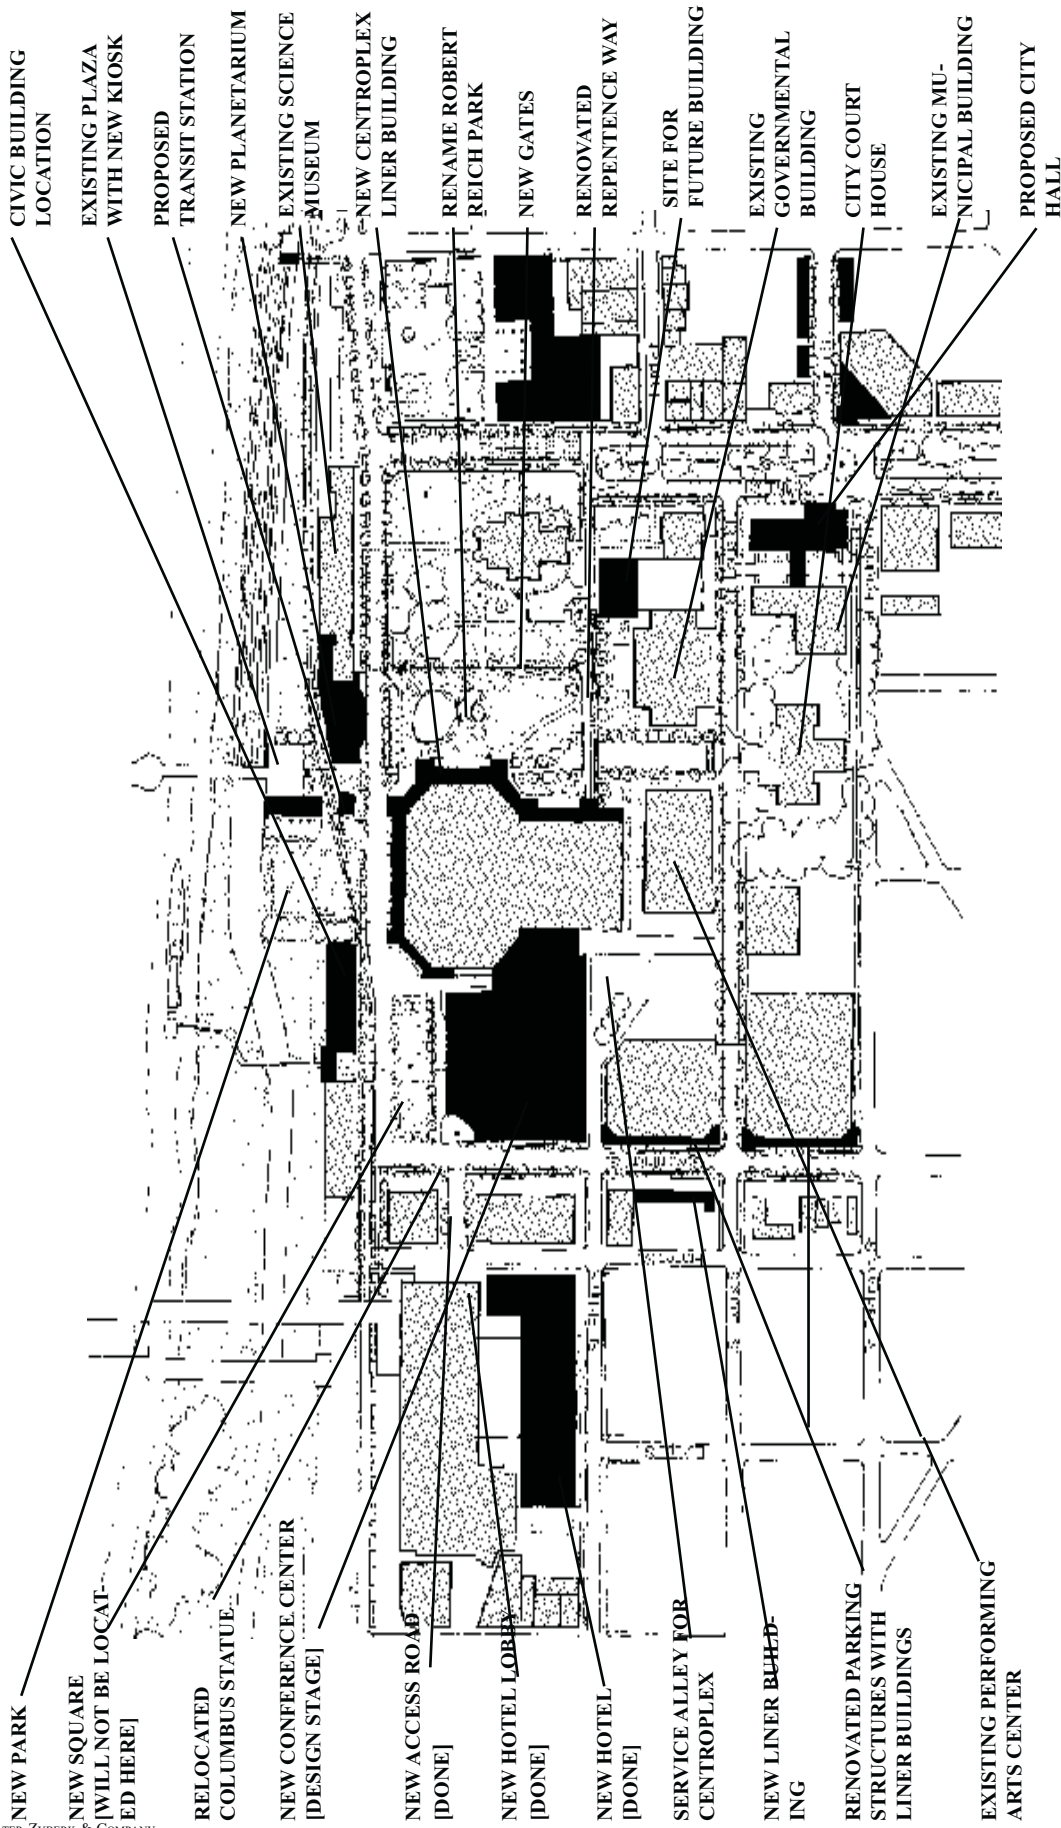 CIVIC BUILDING
LOCATION
EXISTING PLAZA
WITH NEW KIOSK
PROPOSED
TRANSIT STATION
NEW PLANETARIUM
EXISTING SCIENCE
MUSEUM
NEW CENTROPLEX
LINER BUILDING
RENAME ROBERT
REICH PARK
NEW GATES
RENOVATED
REPENTENCE WAY
SITE FOR
FUTURE BUILDING
EXISTING
GOVERNMENTAL
BUILDING
CITY COURT
HOUSE
EXISTING MU-
NICIPAL BUILDING
PROPOSED CITY
HALL
NEW PARK
NEW SQUARE
[WILL NOT BE LOCAT-
ED HERE]
RELOCATED
COLUMBUS STATUE
NEW CONFERENCE CENTER
[DESIGN STAGE]
NEW ACCESS ROAD
[DONE]
NEW HOTEL LOBBY
[DONE]
NEW HOTEL
[DONE]
SERVICE ALLEY FOR
CENTROPLEX
NEW LINER BUILD-
ING
RENOVATED PARKING
STRUCTURES WITH
LINER BUILDINGS
EXISTING PERFORMING
ARTS CENTER
& COMPANY